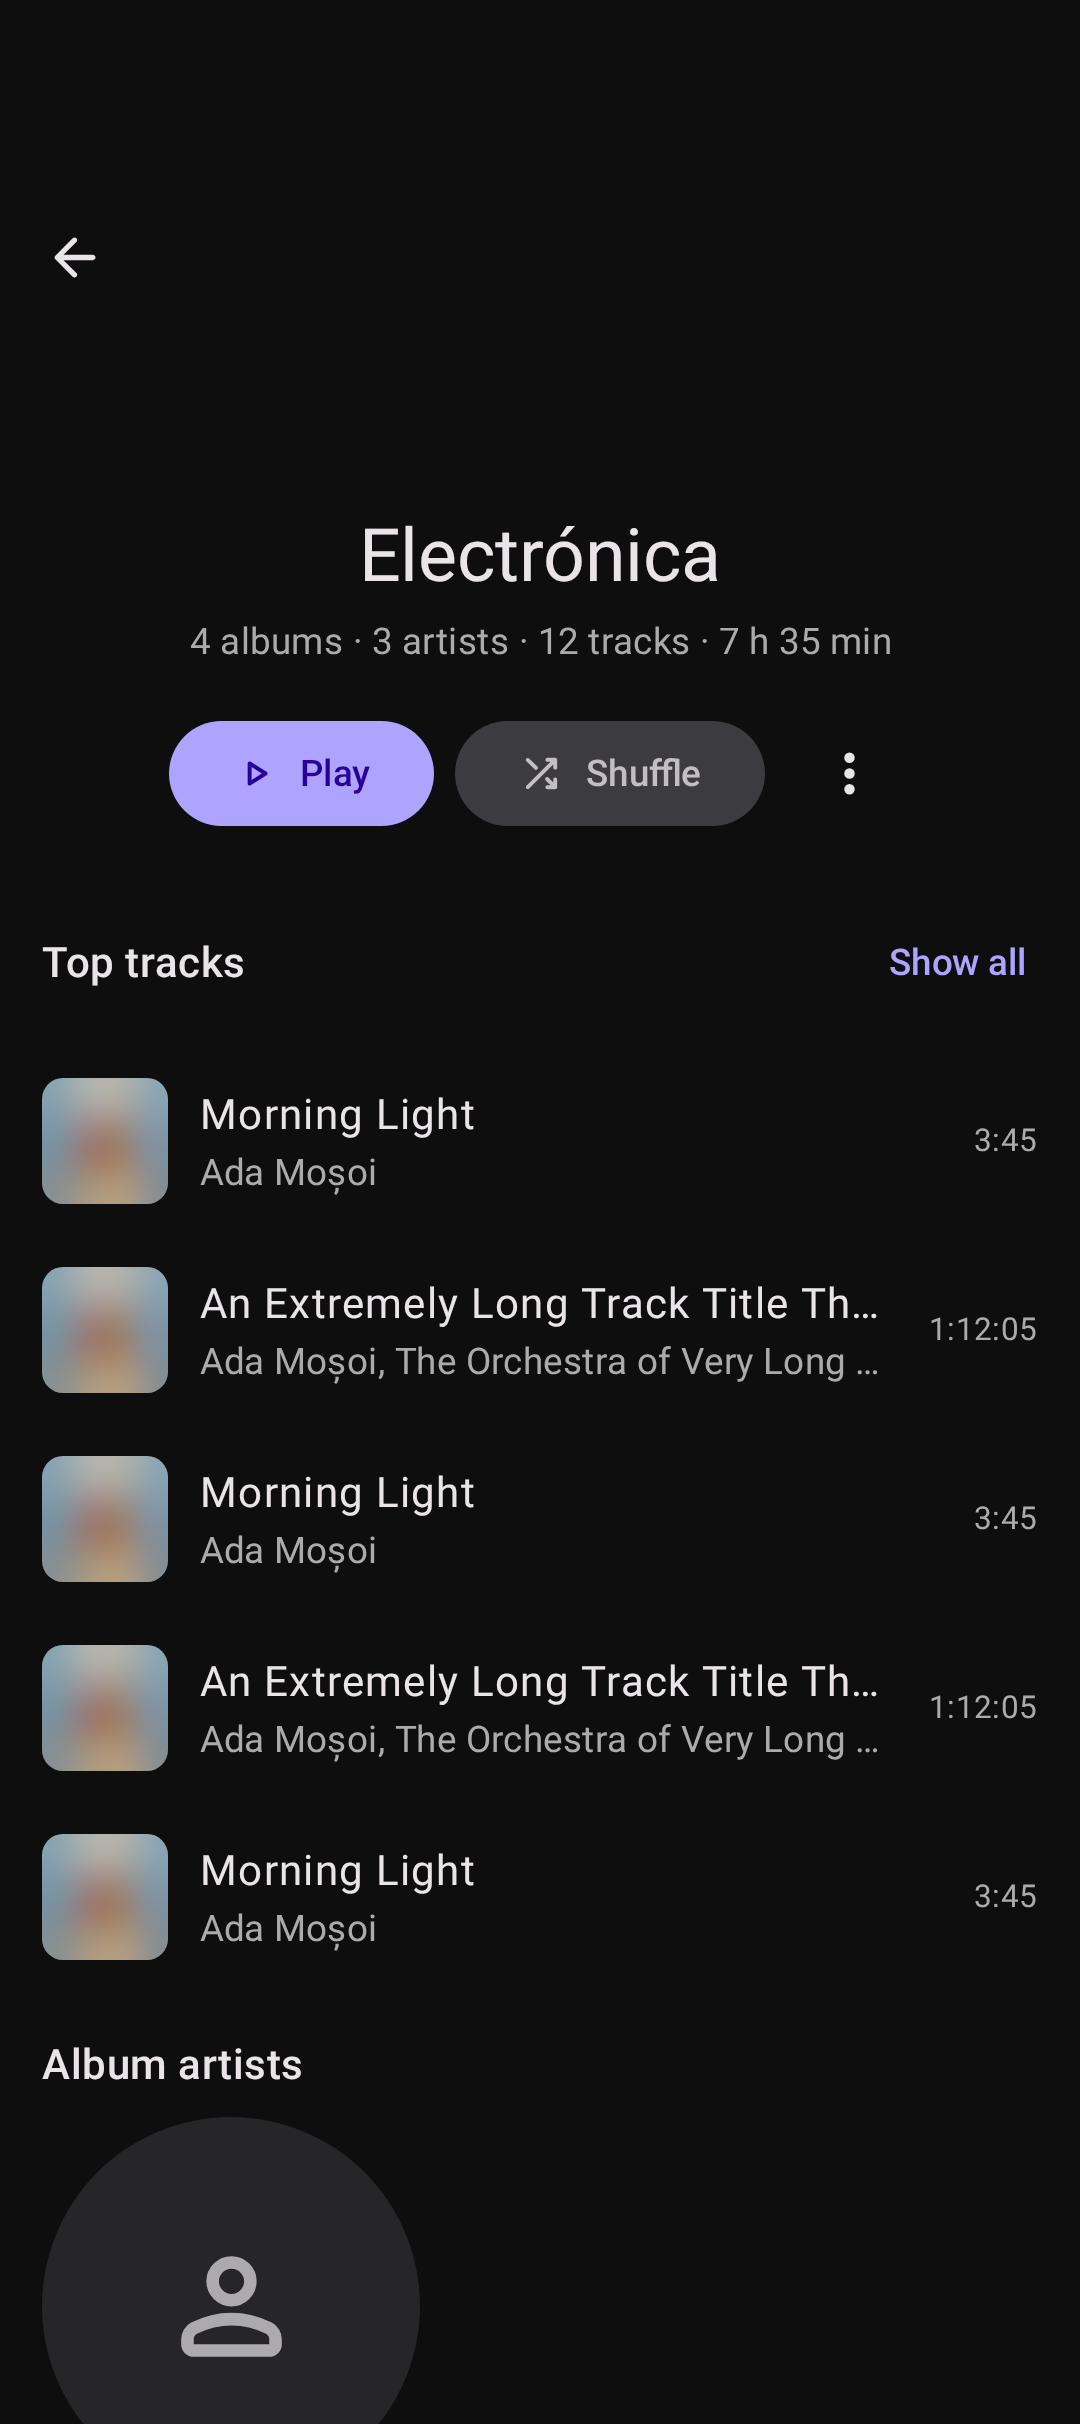 Electrónica
4 albums · 3 artists · 12 tracks · 7 h 35 min
Play
Shuffle
Top tracks
Show all
Morning Light
3:45
Ada Moșoi
An Extremely Long Track Title Th...
1:12:05
Ada Moșoi, The Orchestra of Very Long ...
Morning Light
3:45
Ada Moșoi
An Extremely Long Track Title Th...
1:12:05
Ada Moșoi, The Orchestra of Very Long ...
Morning Light
3:45
Ada Moșoi
Album artists